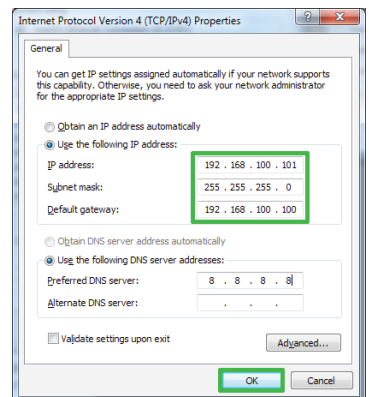 Internet Protocol Version 4 (TCP/IPv4) Properties
General
You can get IP settings assigned automatically if your network supports
this capability. Otherwise, you need to ask your network administrator
for the appropriate IP settings.
Obtain an IP address automatically
Use the following IP address:
IP address: 192 . 168 . 100 . 101
Subnet mask: 255 . 255 . 255 . 0
Default gateway: 192 . 168 . 100 . 100
Obtain DNS server address automatically
Use the following DNS server addresses:
Preferred DNS server: 8 . 8 . 8 . 8
Alternate DNS server: . . .
Validate settings upon exit
Advanced...
OK Cancel